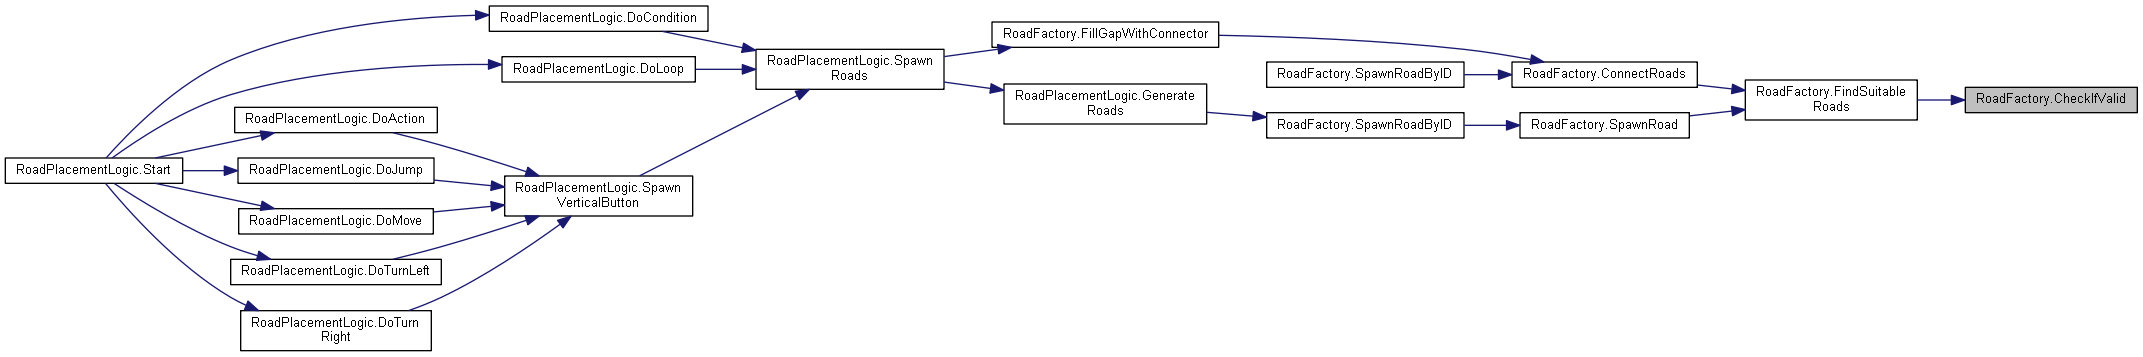 RoadPlacementLogic.DoCondition
RoadPlacementLogic.DoLoop
RoadPlacementLogic.DoAction
RoadPlacementLogic.Start
RoadPlacementLogic.DoJump
RoadPlacementLogic.DoMove
RoadPlacementLogic.DoTurnLeft
RoadPlacementLogic.DoTurn
Right
RoadPlacementLogic.Spawn
VerticalButton
RoadPlacementLogic.Spawn
Roads
RoadFactory.FillGapWithConnector
RoadPlacementLogic.Generate
Roads
RoadFactory.SpawnRoadByID
RoadFactory.SpawnRoadByID
RoadFactory.ConnectRoads
RoadFactory.SpawnRoad
RoadFactory.FindSuitable
Roads
RoadFactory.CheckIfValid